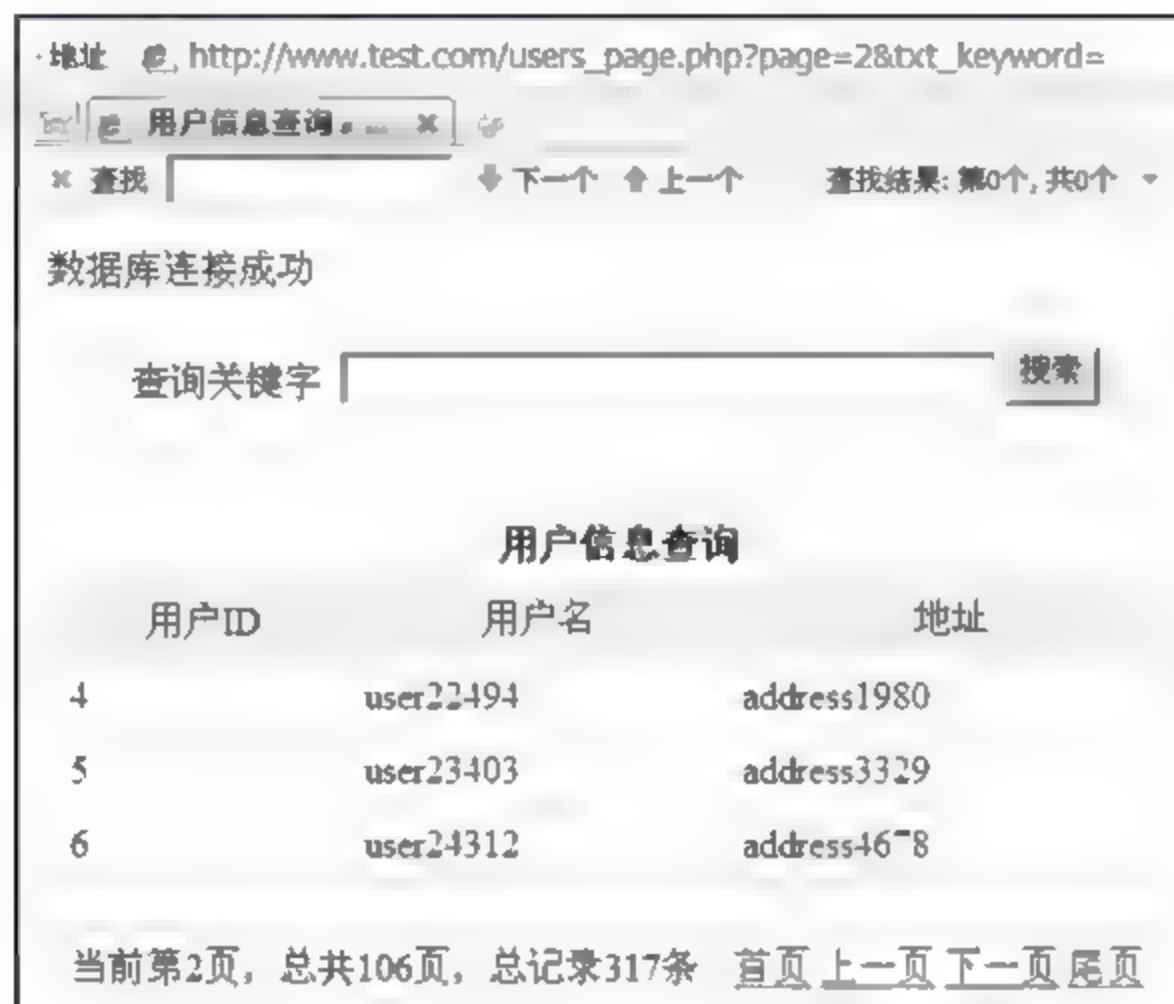 地址 http://www.test.com/users_page.php?page=2&txt_keyword=
用户信息查询, ...
查找 下一个 上一个 查找结果: 第0个, 共0个
数据库连接成功
查询关键字 搜索
用户信息查询
用户ID 用户名 地址
4 user22494 address1980
5 user23403 address3329
6 user24312 address4678
当前第2页, 总共106页, 总记录317条 首页 上一页 下一页 尾页